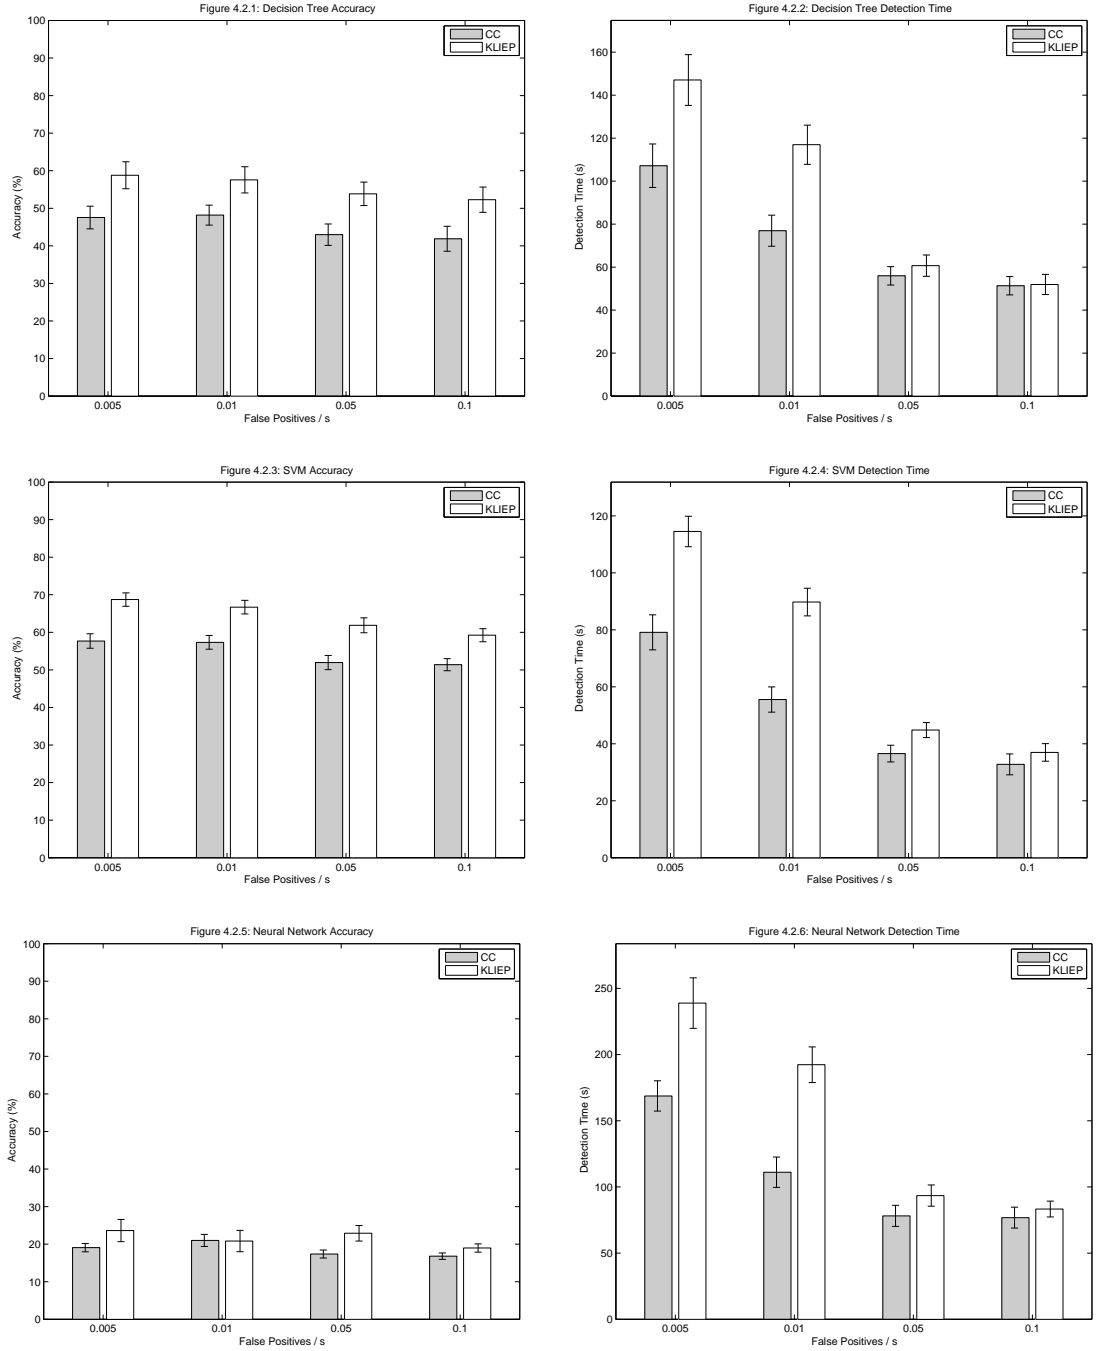 Figure 4.2.1: Decision Tree Accuracy
100
90
80
70
60
50
40
30
20
10
0
Accuracy (%)
CC
KLIEP
0.005
0.01
0.05
0.1
False Positives / s
Figure 4.2.2: Decision Tree Detection Time
160
140
120
100
80
60
40
20
0
Detection Time (s)
CC
KLIEP
0.005
0.01
0.05
0.1
False Positives / s
Figure 4.2.3: SVM Accuracy
100
90
80
70
60
50
40
30
20
10
0
Accuracy (%)
CC
KLIEP
0.005
0.01
0.05
0.1
False Positives / s
Figure 4.2.4: SVM Detection Time
120
100
80
60
40
20
0
Detection Time (s)
CC
KLIEP
0.005
0.01
0.05
0.1
False Positives / s
Figure 4.2.5: Neural Network Accuracy
100
90
80
70
60
50
40
30
20
10
0
Accuracy (%)
CC
KLIEP
0.005
0.01
0.05
0.1
False Positives / s
Figure 4.2.6: Neural Network Detection Time
250
200
150
100
50
0
Detection Time (s)
CC
KLIEP
0.005
0.01
0.05
0.1
False Positives / s